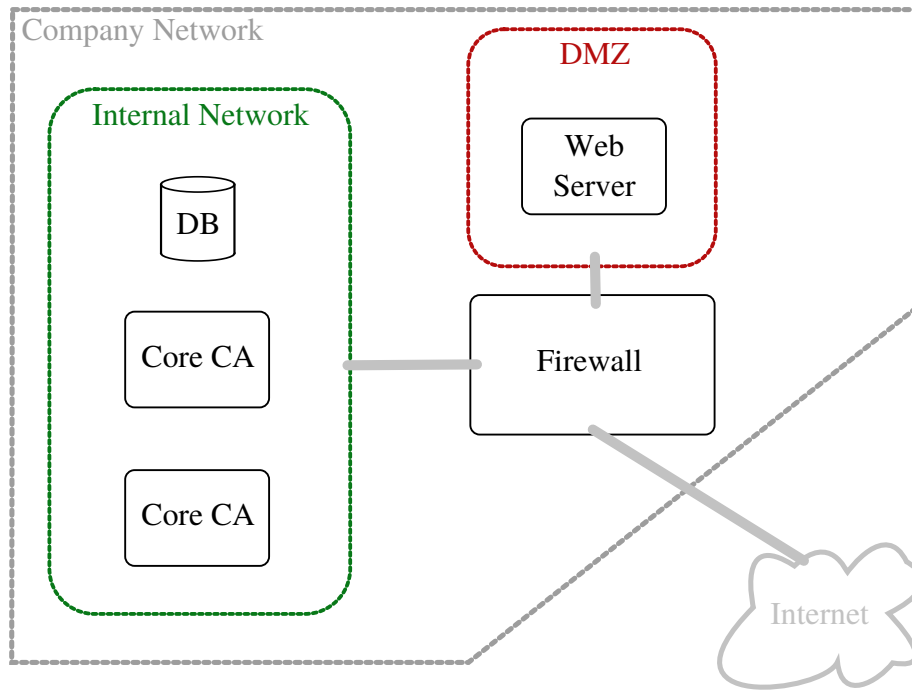 Company Network
DMZ
Internal Network
Web
Server
DB
Core CA
Firewall
Core CA
Internet